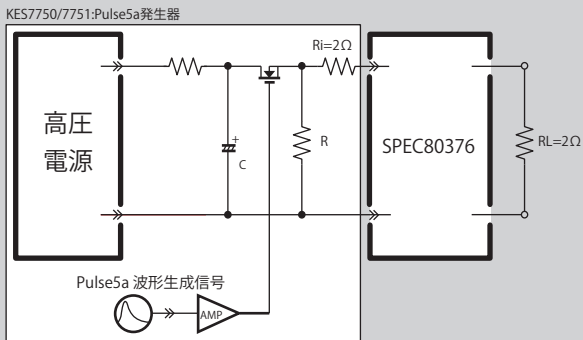 KES7750/7751:Pulse5a発生器
Ri=2Ω
高圧
電源
+
C
R
SPEC80376
RL=2Ω
Pulse5a 波形生成信号
AMP